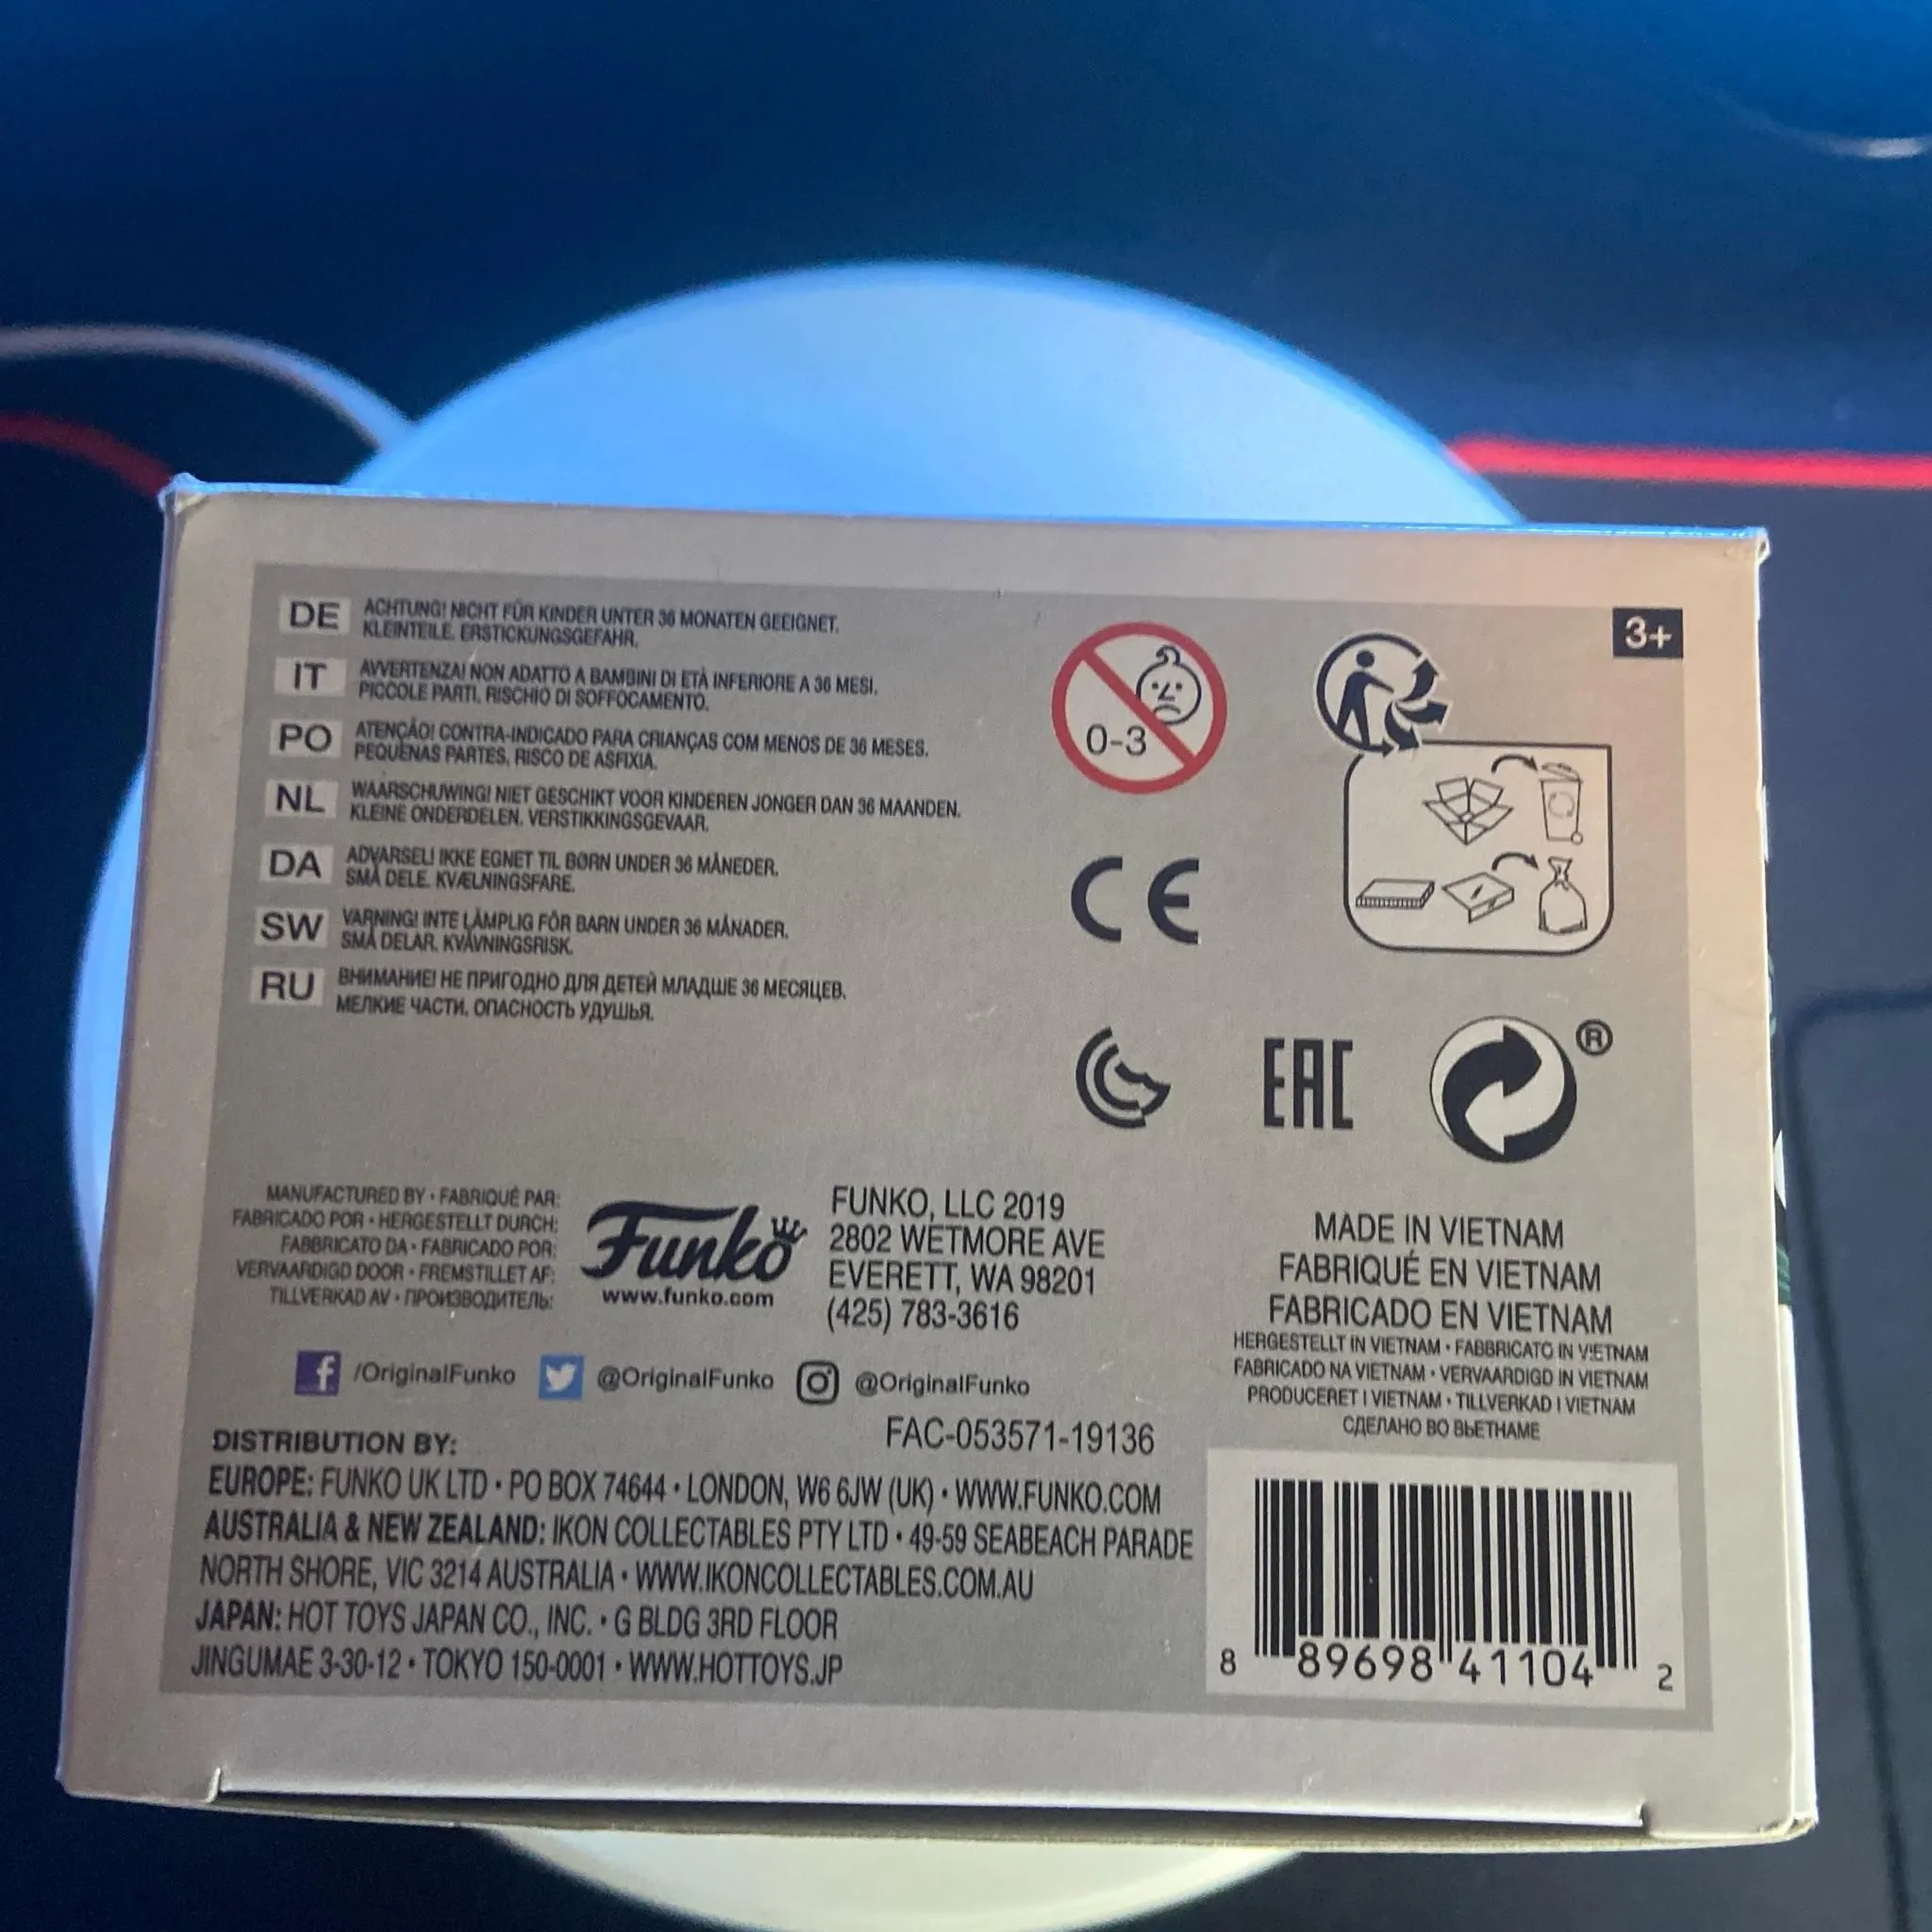 DE
ACHTUNG! NICHT FÜR KINDER UNTER 36 MONATEN GEEIGNET.
KLEINTEILE. ERSTICKUNGSGEFAHR.
IT
AVVERTENZA! NON ADATTO A BAMBINI DI ETÀ INFERIORE A 36 MESI.
PICCOLE PARTI. RISCHIO DI SOFFOCAMENTO.
PO
ATENÇÃO! CONTRA-INDICADO PARA CRIANÇAS COM MENOS DE 36 MESES.
PEQUENAS PARTES. RISCO DE ASFIXIA.
NL
WAARSCHUWING! NIET GESCHIKT VOOR KINDEREN JONGER DAN 36 MAANDEN.
KLEINE ONDERDELEN. VERSTIKKINGSGEVAAR.
DA
ADVARSEL! IKKE EGNET TIL BØRN UNDER 36 MÅNEDER.
SMÅ DELE. KVÆLNINGSFARE.
SW
VARNING! INTE LÄMPLIG FÖR BARN UNDER 36 MÅNADER.
SMÅ DELAR. KVÄVNINGSRISK.
RU
ВНИМАНИЕ! НЕ ПРИГОДНО ДЛЯ ДЕТЕЙ МЛАДШЕ 36 МЕСЯЦЕВ.
МЕЛКИЕ ЧАСТИ. ОПАСНОСТЬ УДУШЬЯ.
0-3
3+
CE
EAC
®
MANUFACTURED BY • FABRIQUÉ PAR:
FABRICADO POR • HERGESTELLT DURCH:
FABBRICATO DA • FABRICADO POR:
VERVAARDIGD DOOR • FREMSTILLET AF:
TILLVERKAD AV • ПРОИЗВОДИТЕЛЬ:
Funko
www.funko.com
FUNKO, LLC 2019
2802 WETMORE AVE
EVERETT, WA 98201
(425) 783-3616
MADE IN VIETNAM
FABRIQUÉ EN VIETNAM
FABRICADO EN VIETNAM
HERGESTELLT IN VIETNAM • FABBRICATO IN VIETNAM
FABRICADO NA VIETNAM • VERVAARDIGD IN VIETNAM
PRODUCERET I VIETNAM • TILLVERKAD I VIETNAM
СДЕЛАНО ВО ВЬЕТНАМЕ
f /OriginalFunko @OriginalFunko @OriginalFunko
FAC-053571-19136
DISTRIBUTION BY:
EUROPE: FUNKO UK LTD • PO BOX 74644 • LONDON, W6 6JW (UK) • WWW.FUNKO.COM
AUSTRALIA & NEW ZEALAND: IKON COLLECTABLES PTY LTD • 49-59 SEABEACH PARADE
NORTH SHORE, VIC 3214 AUSTRALIA • WWW.IKONCOLLECTABLES.COM.AU
JAPAN: HOT TOYS JAPAN CO., INC. • G BLDG 3RD FLOOR
JINGUMAE 3-30-12 • TOKYO 150-0001 • WWW.HOTTOYS.JP
8 89698 41104 2